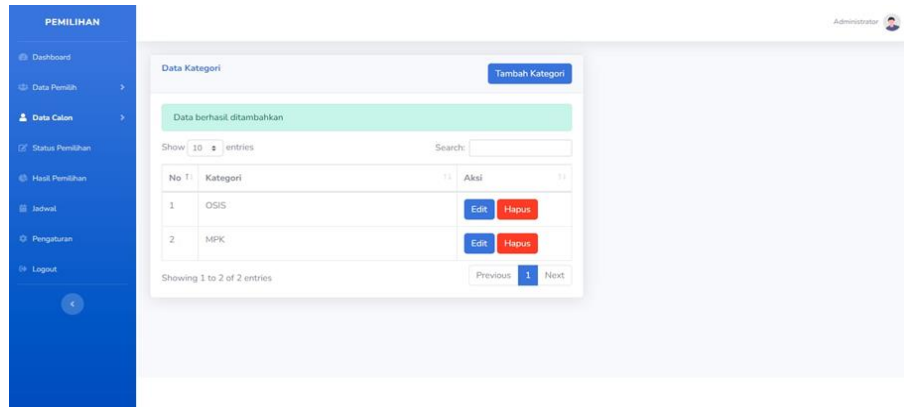 PEMILIHAN
Administrator
Dashboard
Data Pemilih
Data Calon
Status Pemilihan
Hasil Pemilihan
Jadwal
Pengaturan
Logout
Data Kategori
Tambah Kategori
Data berhasil ditambahkan
Show 10 entries
Search:
No Kategori Aksi
1 OSIS Edit Hapus
2 MPK Edit Hapus
Showing 1 to 2 of 2 entries
Previous 1 Next